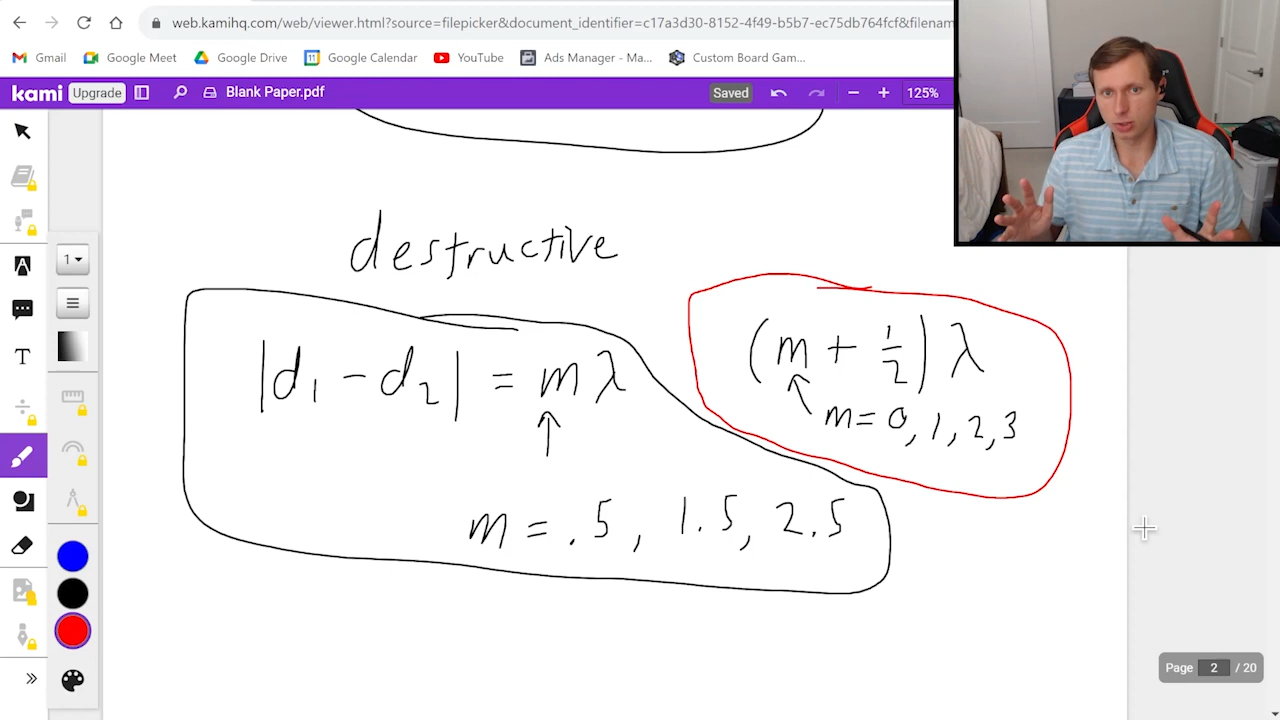 web.kamihq.com/web/viewer.html?source=filepicker&document_identifier=c17a3d30-8152-4f49-b5b7-ec75db764fcf&filenam
Gmail Google Meet Google Drive 11 Google Calendar YouTube Ads Manager - Ma... Custom Board Gam...
kami Upgrade Blank Paper.pdf Saved 125%
1
A
T
destructive
|d₁ - d₂| = mλ
m = .5, 1.5, 2.5
(m + 1/2) λ
m = 0, 1, 2, 3
Page 2 / 20